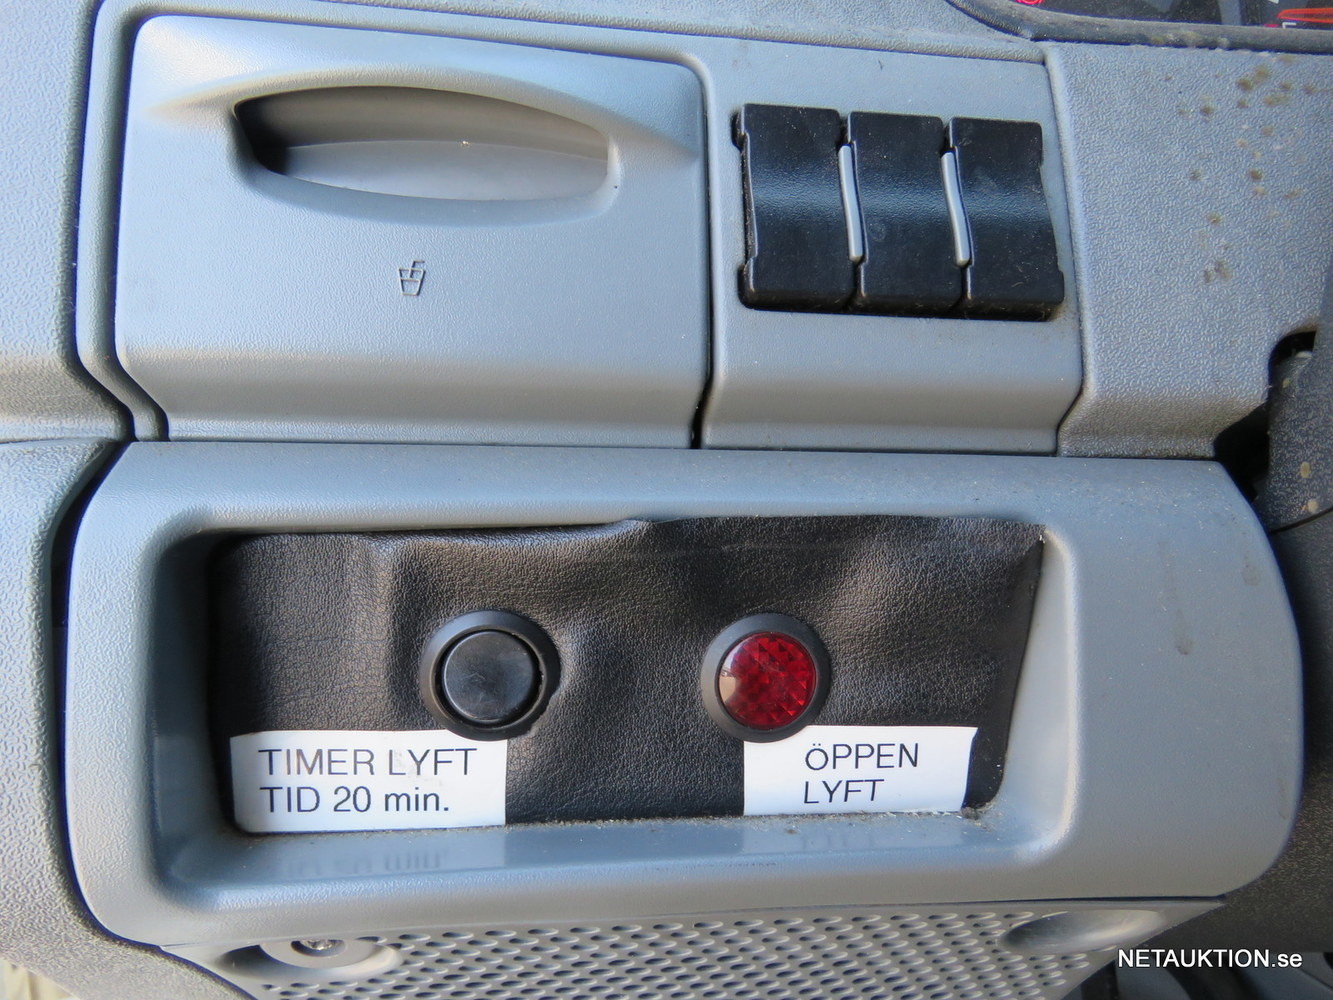 TIMER LYFT
TID 20 min.
ÖPPEN
LYFT
NETAUKTION.se